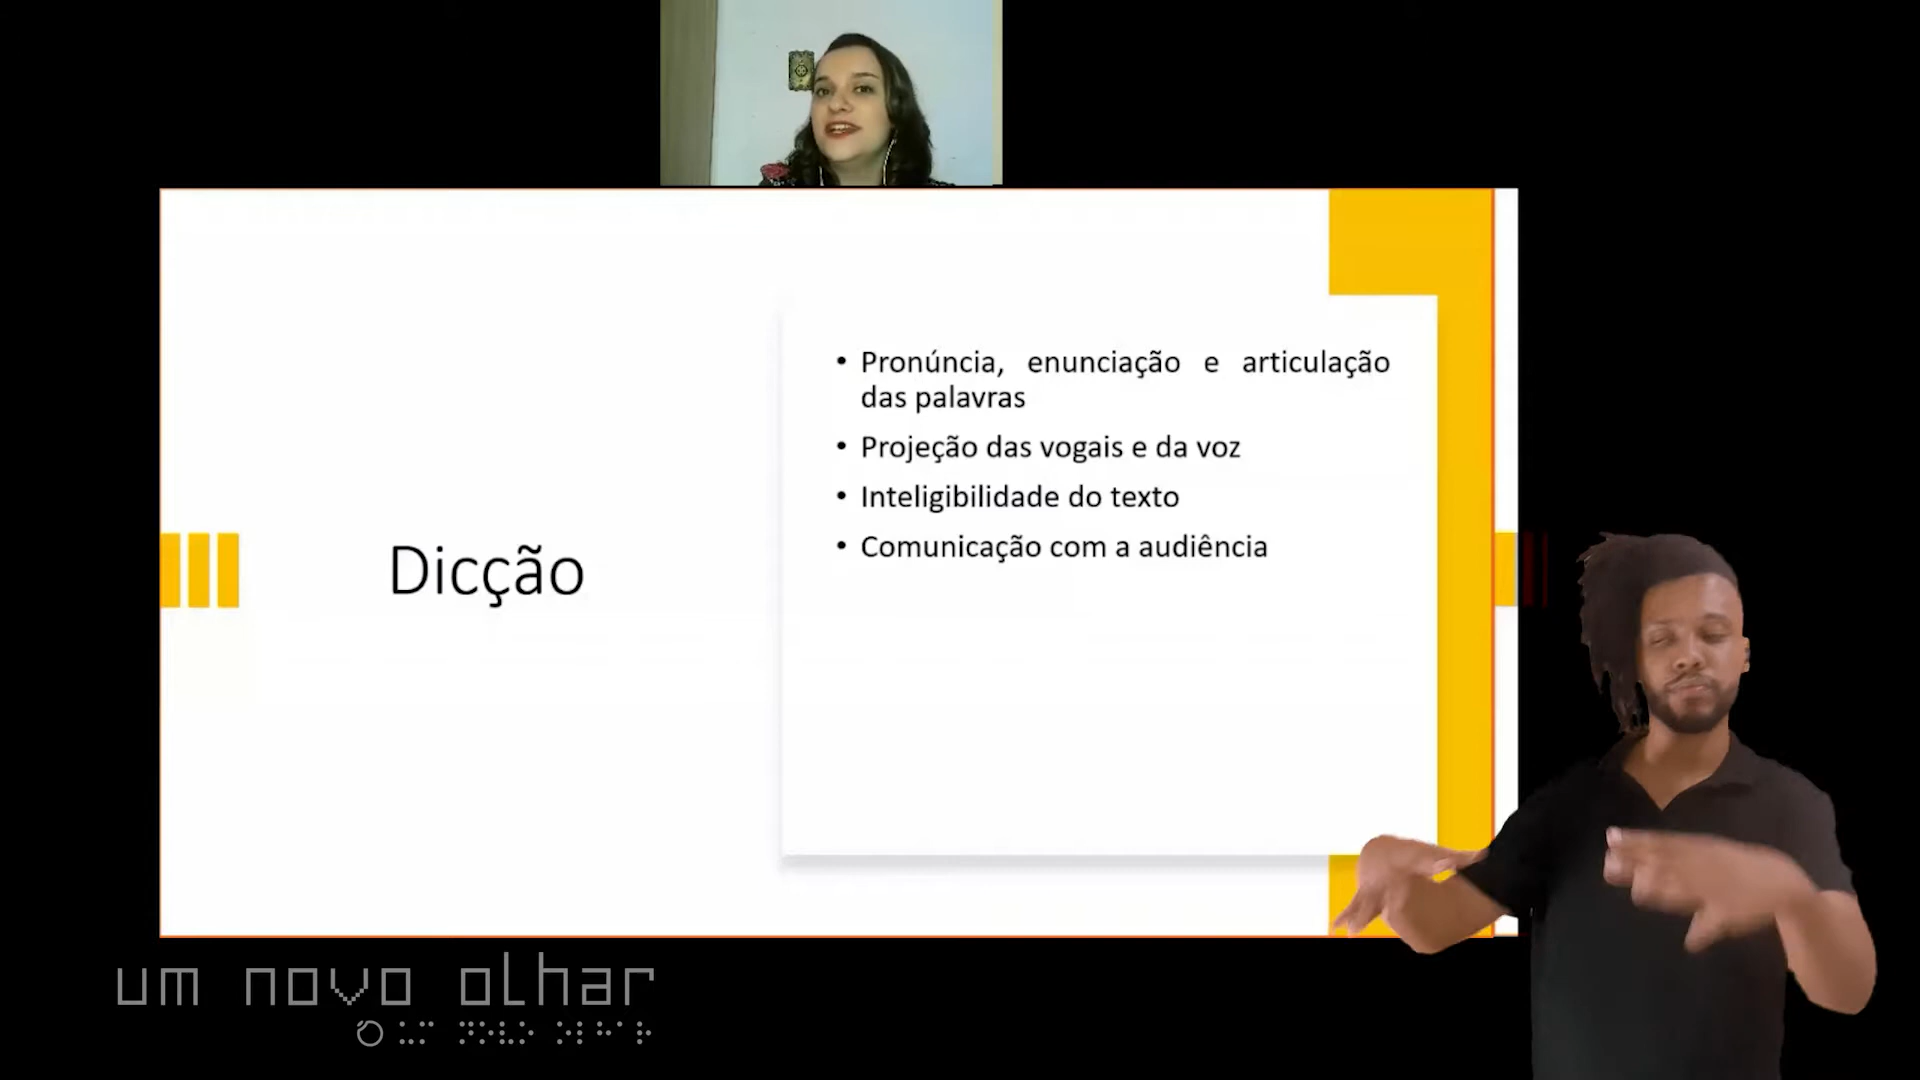 Dicção
• Pronúncia, enunciação e articulação
das palavras
• Projeção das vogais e da voz
• Inteligibilidade do texto
• Comunicação com a audiência
um novo olhar